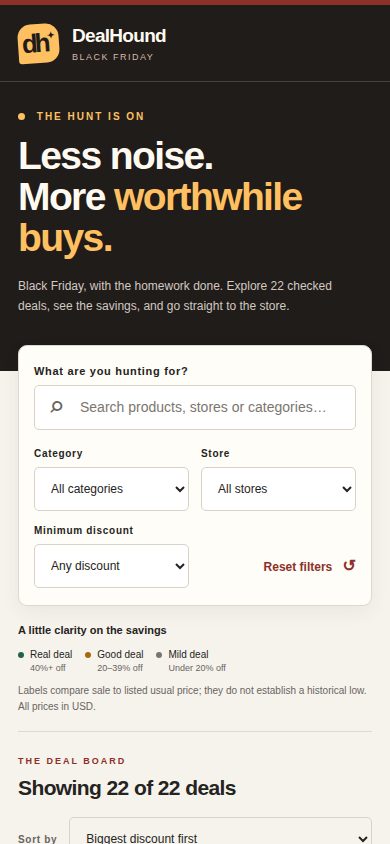 dh
DealHound
BLACK FRIDAY
THE HUNT IS ON
Less noise.
More worthwhile
buys.
Black Friday, with the homework done. Explore 22 checked
deals, see the savings, and go straight to the store.
What are you hunting for?
Search products, stores or categories…
Category
Store
All categories
All stores
Minimum discount
Any discount
Reset filters ↺
A little clarity on the savings
Real deal
Good deal
Mild deal
40%+ off
20–39% off
Under 20% off
Labels compare sale to listed usual price; they do not establish a historical low.
All prices in USD.
THE DEAL BOARD
Showing 22 of 22 deals
Sort by
Biggest discount first